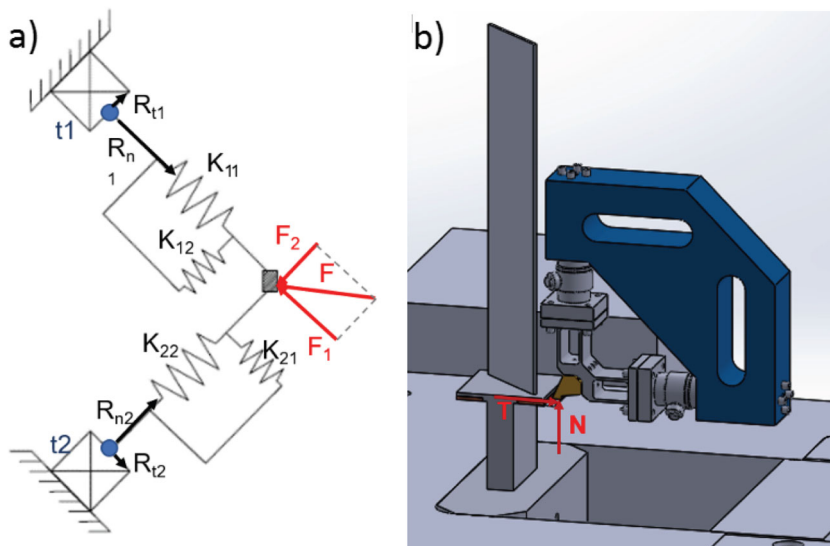 a)
R_t1
t1
R_n
1
K_11
K_12
F_2
F
F_1
K_22
K_21
R_n2
t2
R_t2
b)
T
N